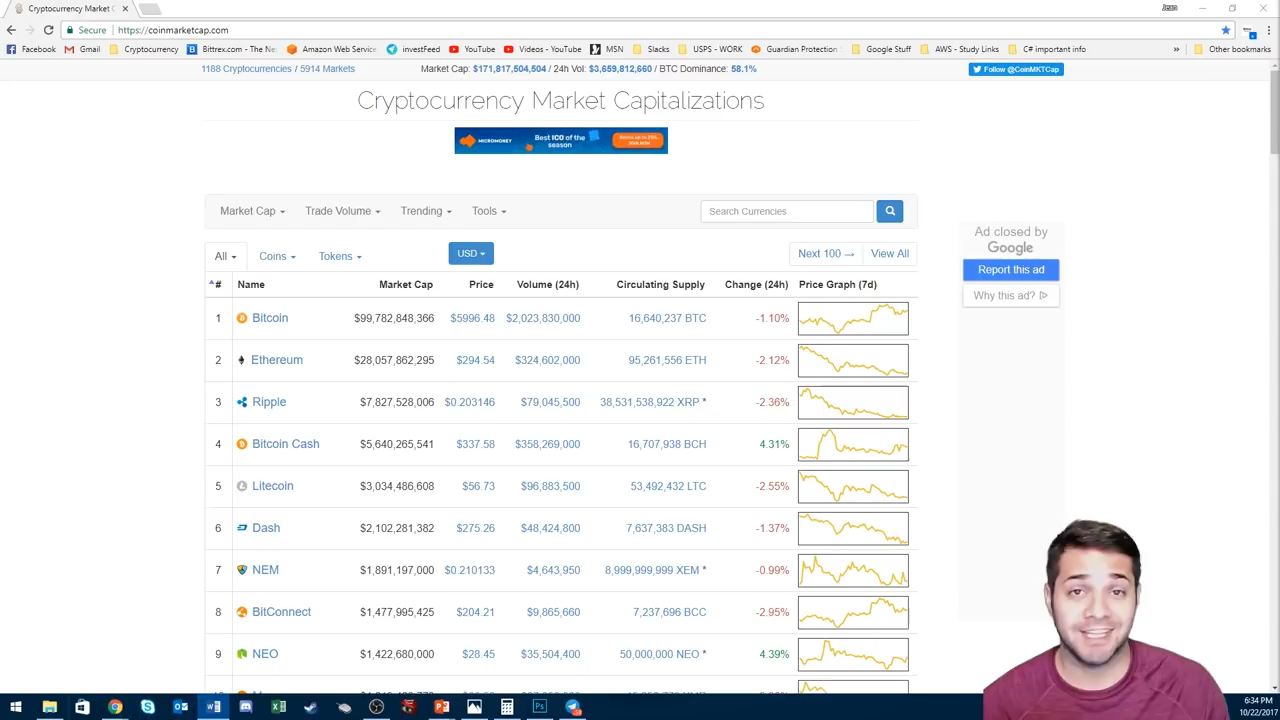 Cryptocurrency Market C
Jean
Secure
https://coinmarketcap.com
Facebook
Gmail
Cryptocurrency
Bittrex.com - The Ne
Amazon Web Service
investFeed
YouTube
Videos - YouTube
MSN
Slacks
USPS - WORK
Guardian Protection
Google Stuff
AWS - Study Links
C# important info
»
Other bookmarks
1188 Cryptocurrencies / 5914 Markets
Market Cap: $171,817,504,504 / 24h Vol: $3,659,812,660 / BTC Dominance: 58.1%
Follow @CoinMKTCap
Cryptocurrency Market Capitalizations
MICROMONEY
Best ICO of the
season
Market Cap
Trade Volume
Trending
Tools
Search Currencies
All
Coins
Tokens
USD
Next 100 →
View All
Ad closed by
Google
Report this ad
Why this ad?
# Name Market Cap Price Volume (24h) Circulating Supply Change (24h) Price Graph (7d)
1 Bitcoin $99,782,848,366 $5996.48 $2,023,830,000 16,640,237 BTC -1.10%
2 Ethereum $28,057,862,295 $294.54 $324,602,000 95,261,556 ETH -2.12%
3 Ripple $7,827,528,006 $0.203146 $79,045,500 38,531,538,922 XRP * -2.36%
4 Bitcoin Cash $5,640,265,541 $337.58 $358,269,000 16,707,938 BCH 4.31%
5 Litecoin $3,034,486,608 $56.73 $96,883,500 53,492,432 LTC -2.55%
6 Dash $2,102,281,382 $275.26 $48,424,800 7,637,383 DASH -1.37%
7 NEM $1,891,197,000 $0.210133 $4,643,950 8,999,999,999 XEM * -0.99%
8 BitConnect $1,477,995,425 $204.21 $9,865,660 7,237,696 BCC -2.95%
9 NEO $1,422,680,000 $28.45 $35,504,400 50,000,000 NEO * 4.39%
6:34 PM
10/22/2017